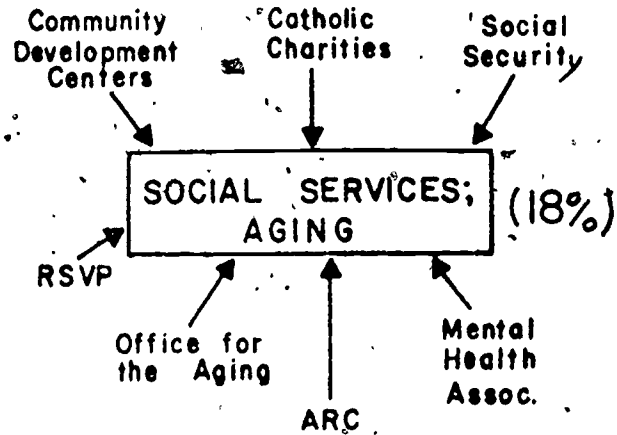 Community
Development
Centers
Catholic
Charities
Social
Security
SOCIAL SERVICES;
AGING
(18%)
RSVP
Office for
the Aging
ARC
Mental
Health
Assoc.